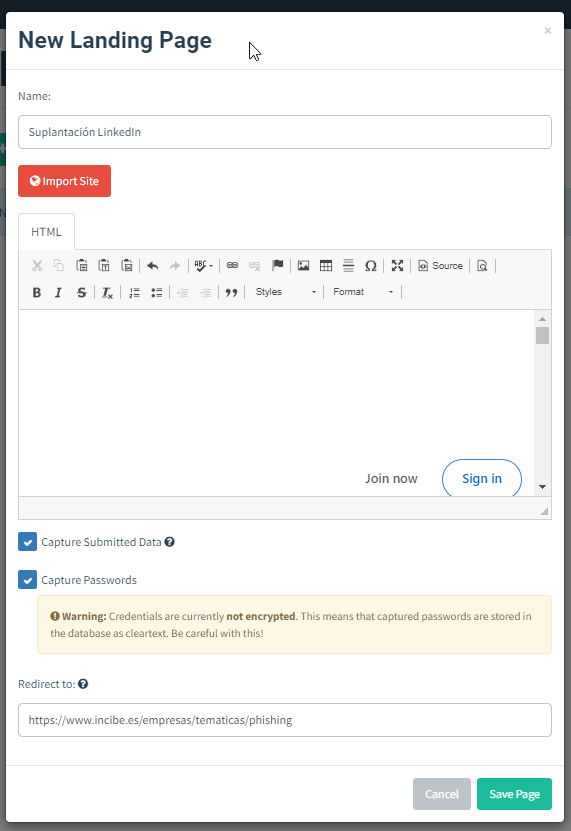 New Landing Page
×
Name:
Suplantación LinkedIn
Import Site
HTML
ABC
Ω
Source
B I S Tx
Styles
Format
Join now
Sign in
Capture Submitted Data
Capture Passwords
Warning: Credentials are currently not encrypted. This means that captured passwords are stored in
the database as cleartext. Be careful with this!
Redirect to:
https://www.incibe.es/empresas/tematicas/phishing
Cancel
Save Page